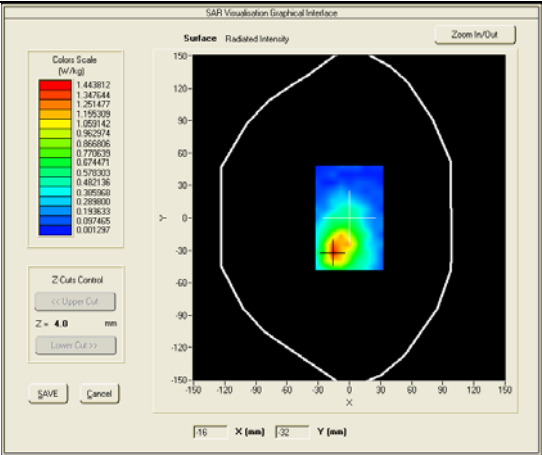 SAR Visualisation Graphical Interface
Surface Radiated Intensity
Zoom In/Out
Colors Scale
(W/kg)
1.443812
1.347644
1.251477
1.155309
1.059142
0.962974
0.866806
0.770639
0.674471
0.578303
0.482136
0.385968
0.289800
0.193633
0.097465
0.001297
150
120
90
60
30
0
-30
-60
-90
-120
-150
Y
-150 -120 -90 -60 -30 0 30 60 90 120 150
X
Z-Cuts Control
<< Upper Cut
Z = 4.0 mm
Lower Cut >>
SAVE Cancel
-16 X (mm) -32 Y (mm)